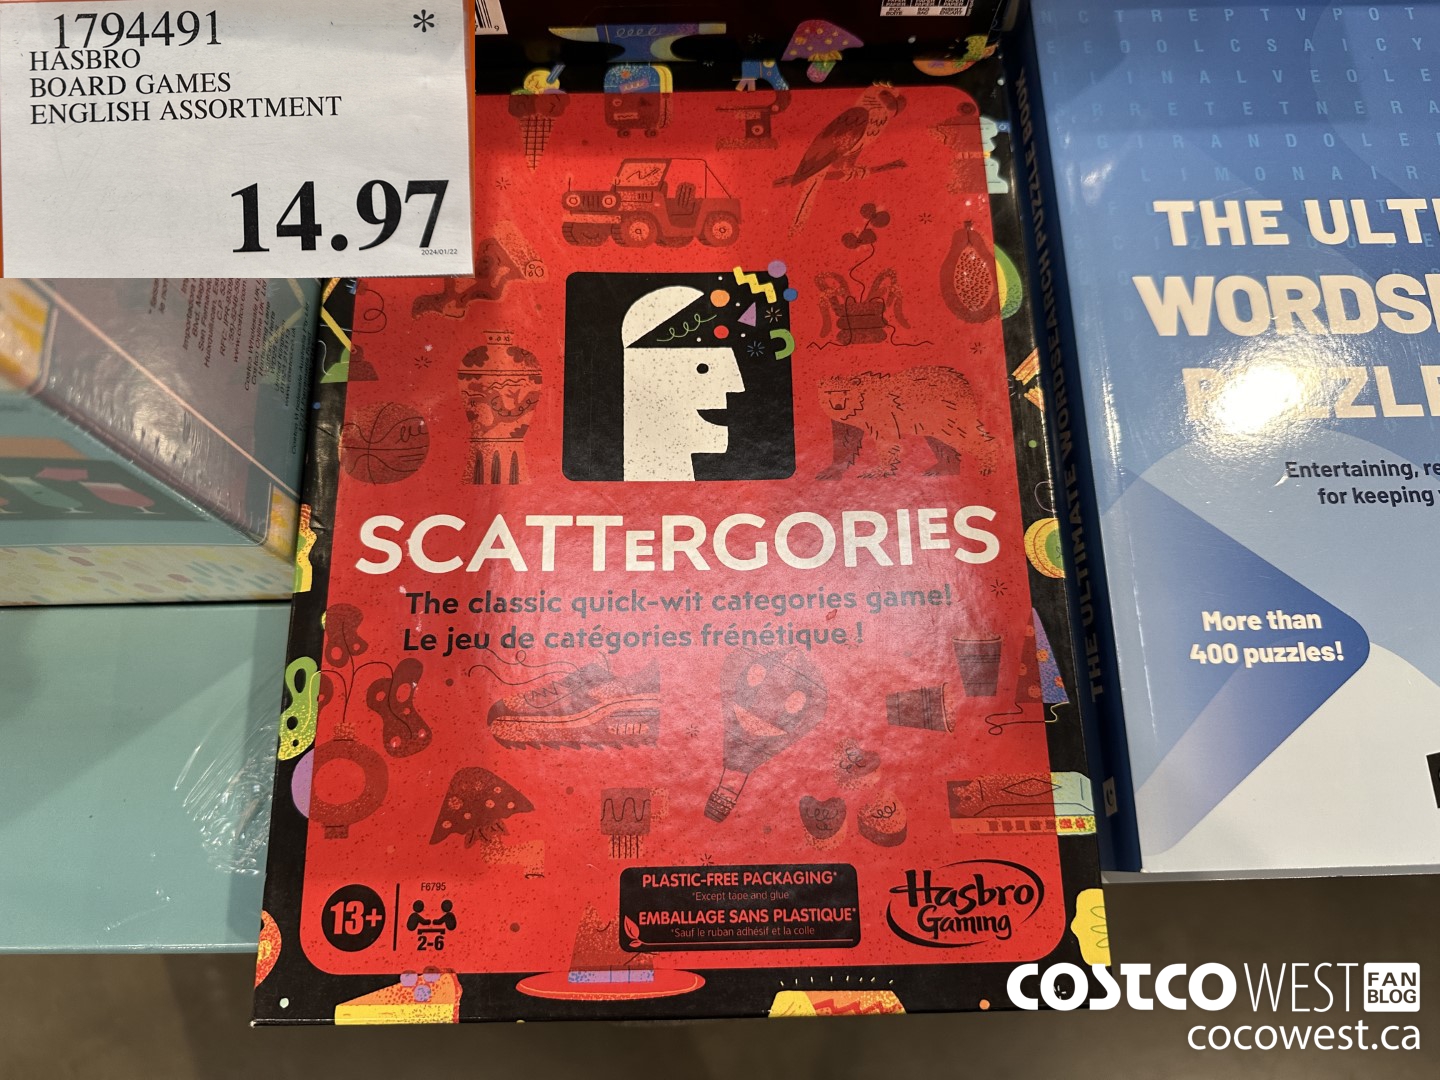 1794491 *
HASBRO
BOARD GAMES
ENGLISH ASSORTMENT
14.97
2024/01/22
SCATTERGORIES
The classic quick-wit categories game!
Le jeu de catégories frénétique !
13+
F6795
2-6
PLASTIC-FREE PACKAGING*
*Except tape and glue
EMBALLAGE SANS PLASTIQUE*
*Sauf le ruban adhésif et la colle
Hasbro
Gaming
THE ULTIMATE WORDSEARCH PUZZLE BOOK
THE ULTI
WORDS
PUZZLE
Entertaining, re
for keeping
More than
400 puzzles!
COSTCO WEST FAN BLOG
cocowest.ca